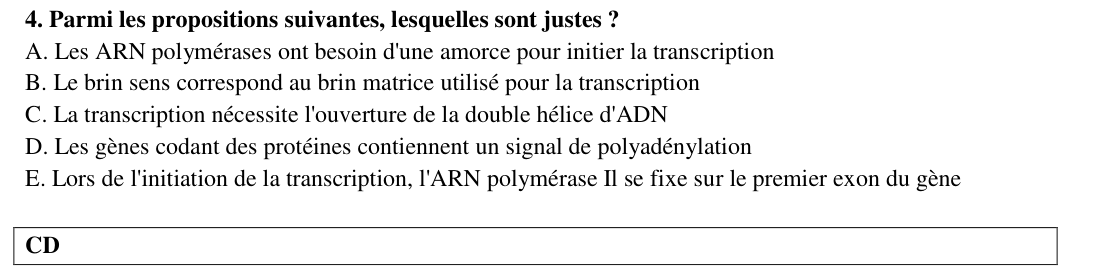 4. Parmi les propositions suivantes, lesquelles sont justes ?
A. Les ARN polymérases ont besoin d'une amorce pour initier la transcription
B. Le brin sens correspond au brin matrice utilisé pour la transcription
C. La transcription nécessite l'ouverture de la double hélice d'ADN
D. Les gènes codant des protéines contiennent un signal de polyadénylation
E. Lors de l'initiation de la transcription, l'ARN polymérase Il se fixe sur le premier exon du gène
CD